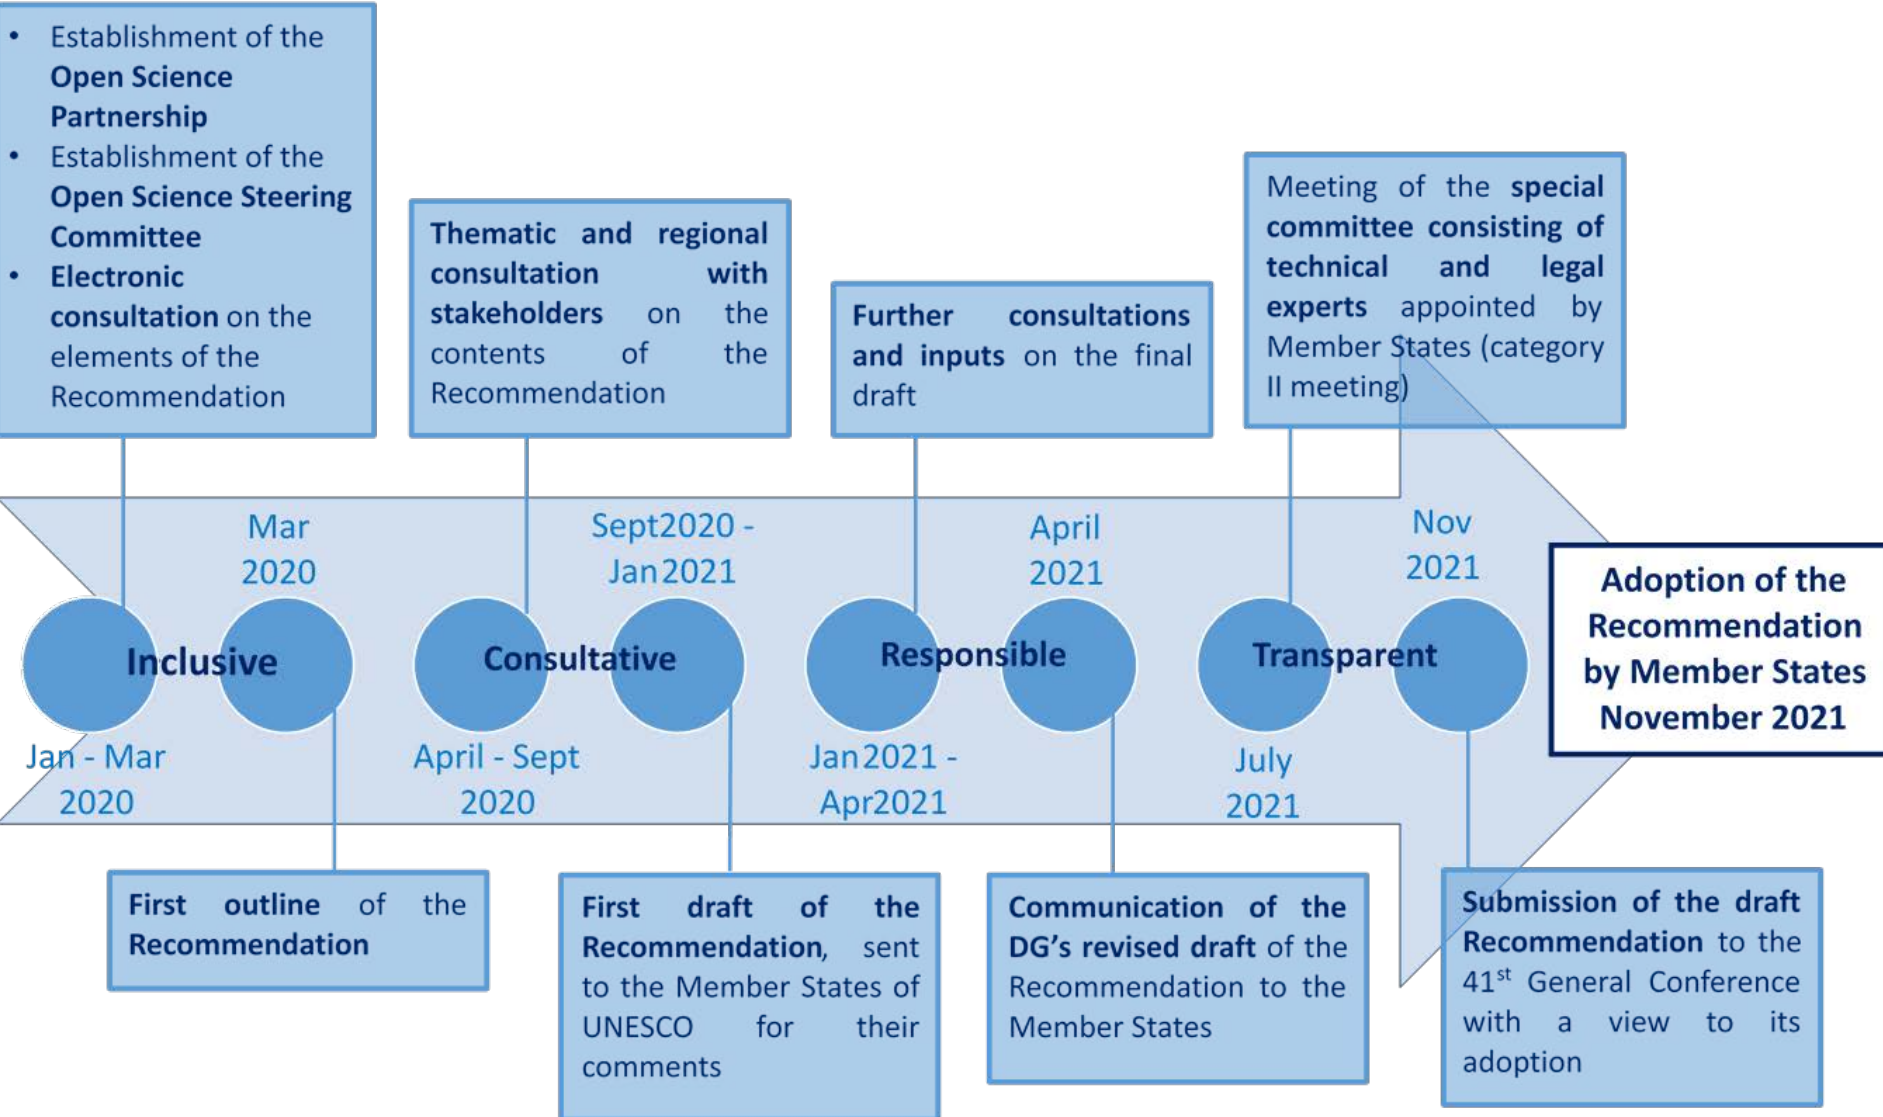 • Establishment of the
Open Science
Partnership
• Establishment of the
Open Science Steering
Committee
• Electronic
consultation on the
elements of the
Recommendation
Thematic and regional
consultation with
stakeholders on the
contents of the
Recommendation
Further consultations
and inputs on the final
draft
Meeting of the special
committee consisting of
technical and legal
experts appointed by
Member States (category
II meeting)
Mar
2020
Sept2020 -
Jan2021
April
2021
Nov
2021
Inclusive
Consultative
Responsible
Transparent
Adoption of the
Recommendation
by Member States
November 2021
Jan - Mar
2020
April - Sept
2020
Jan2021 -
Apr2021
July
2021
First outline of the
Recommendation
First draft of the
Recommendation, sent
to the Member States of
UNESCO for their
comments
Communication of the
DG's revised draft of the
Recommendation to the
Member States
Submission of the draft
Recommendation to the
41st General Conference
with a view to its
adoption